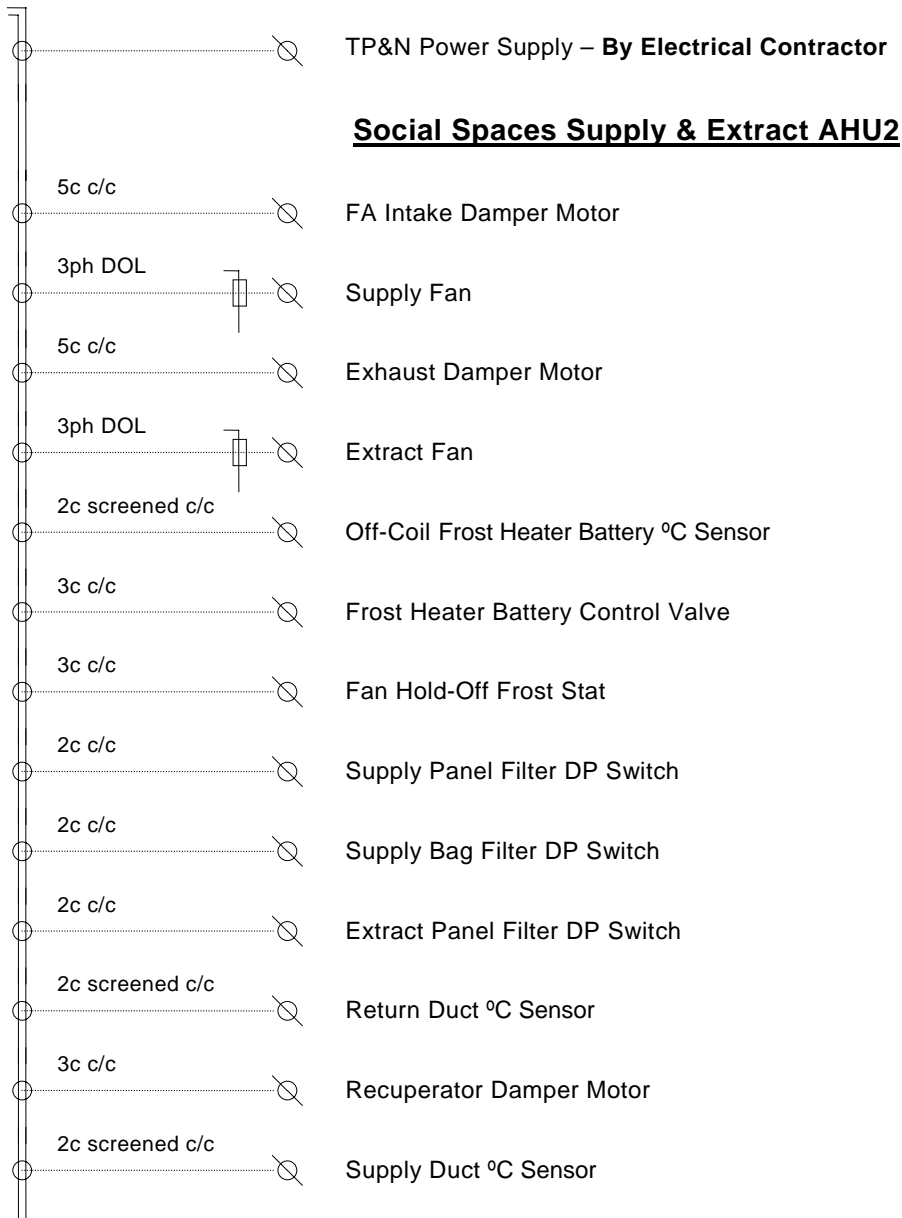 TP&N Power Supply – By Electrical Contractor
Social Spaces Supply & Extract AHU2
5c c/c
FA Intake Damper Motor
3ph DOL
Supply Fan
5c c/c
Exhaust Damper Motor
3ph DOL
Extract Fan
2c screened c/c
Off-Coil Frost Heater Battery ºC Sensor
3c c/c
Frost Heater Battery Control Valve
3c c/c
Fan Hold-Off Frost Stat
2c c/c
Supply Panel Filter DP Switch
2c c/c
Supply Bag Filter DP Switch
2c c/c
Extract Panel Filter DP Switch
2c screened c/c
Return Duct ºC Sensor
3c c/c
Recuperator Damper Motor
2c screened c/c
Supply Duct ºC Sensor